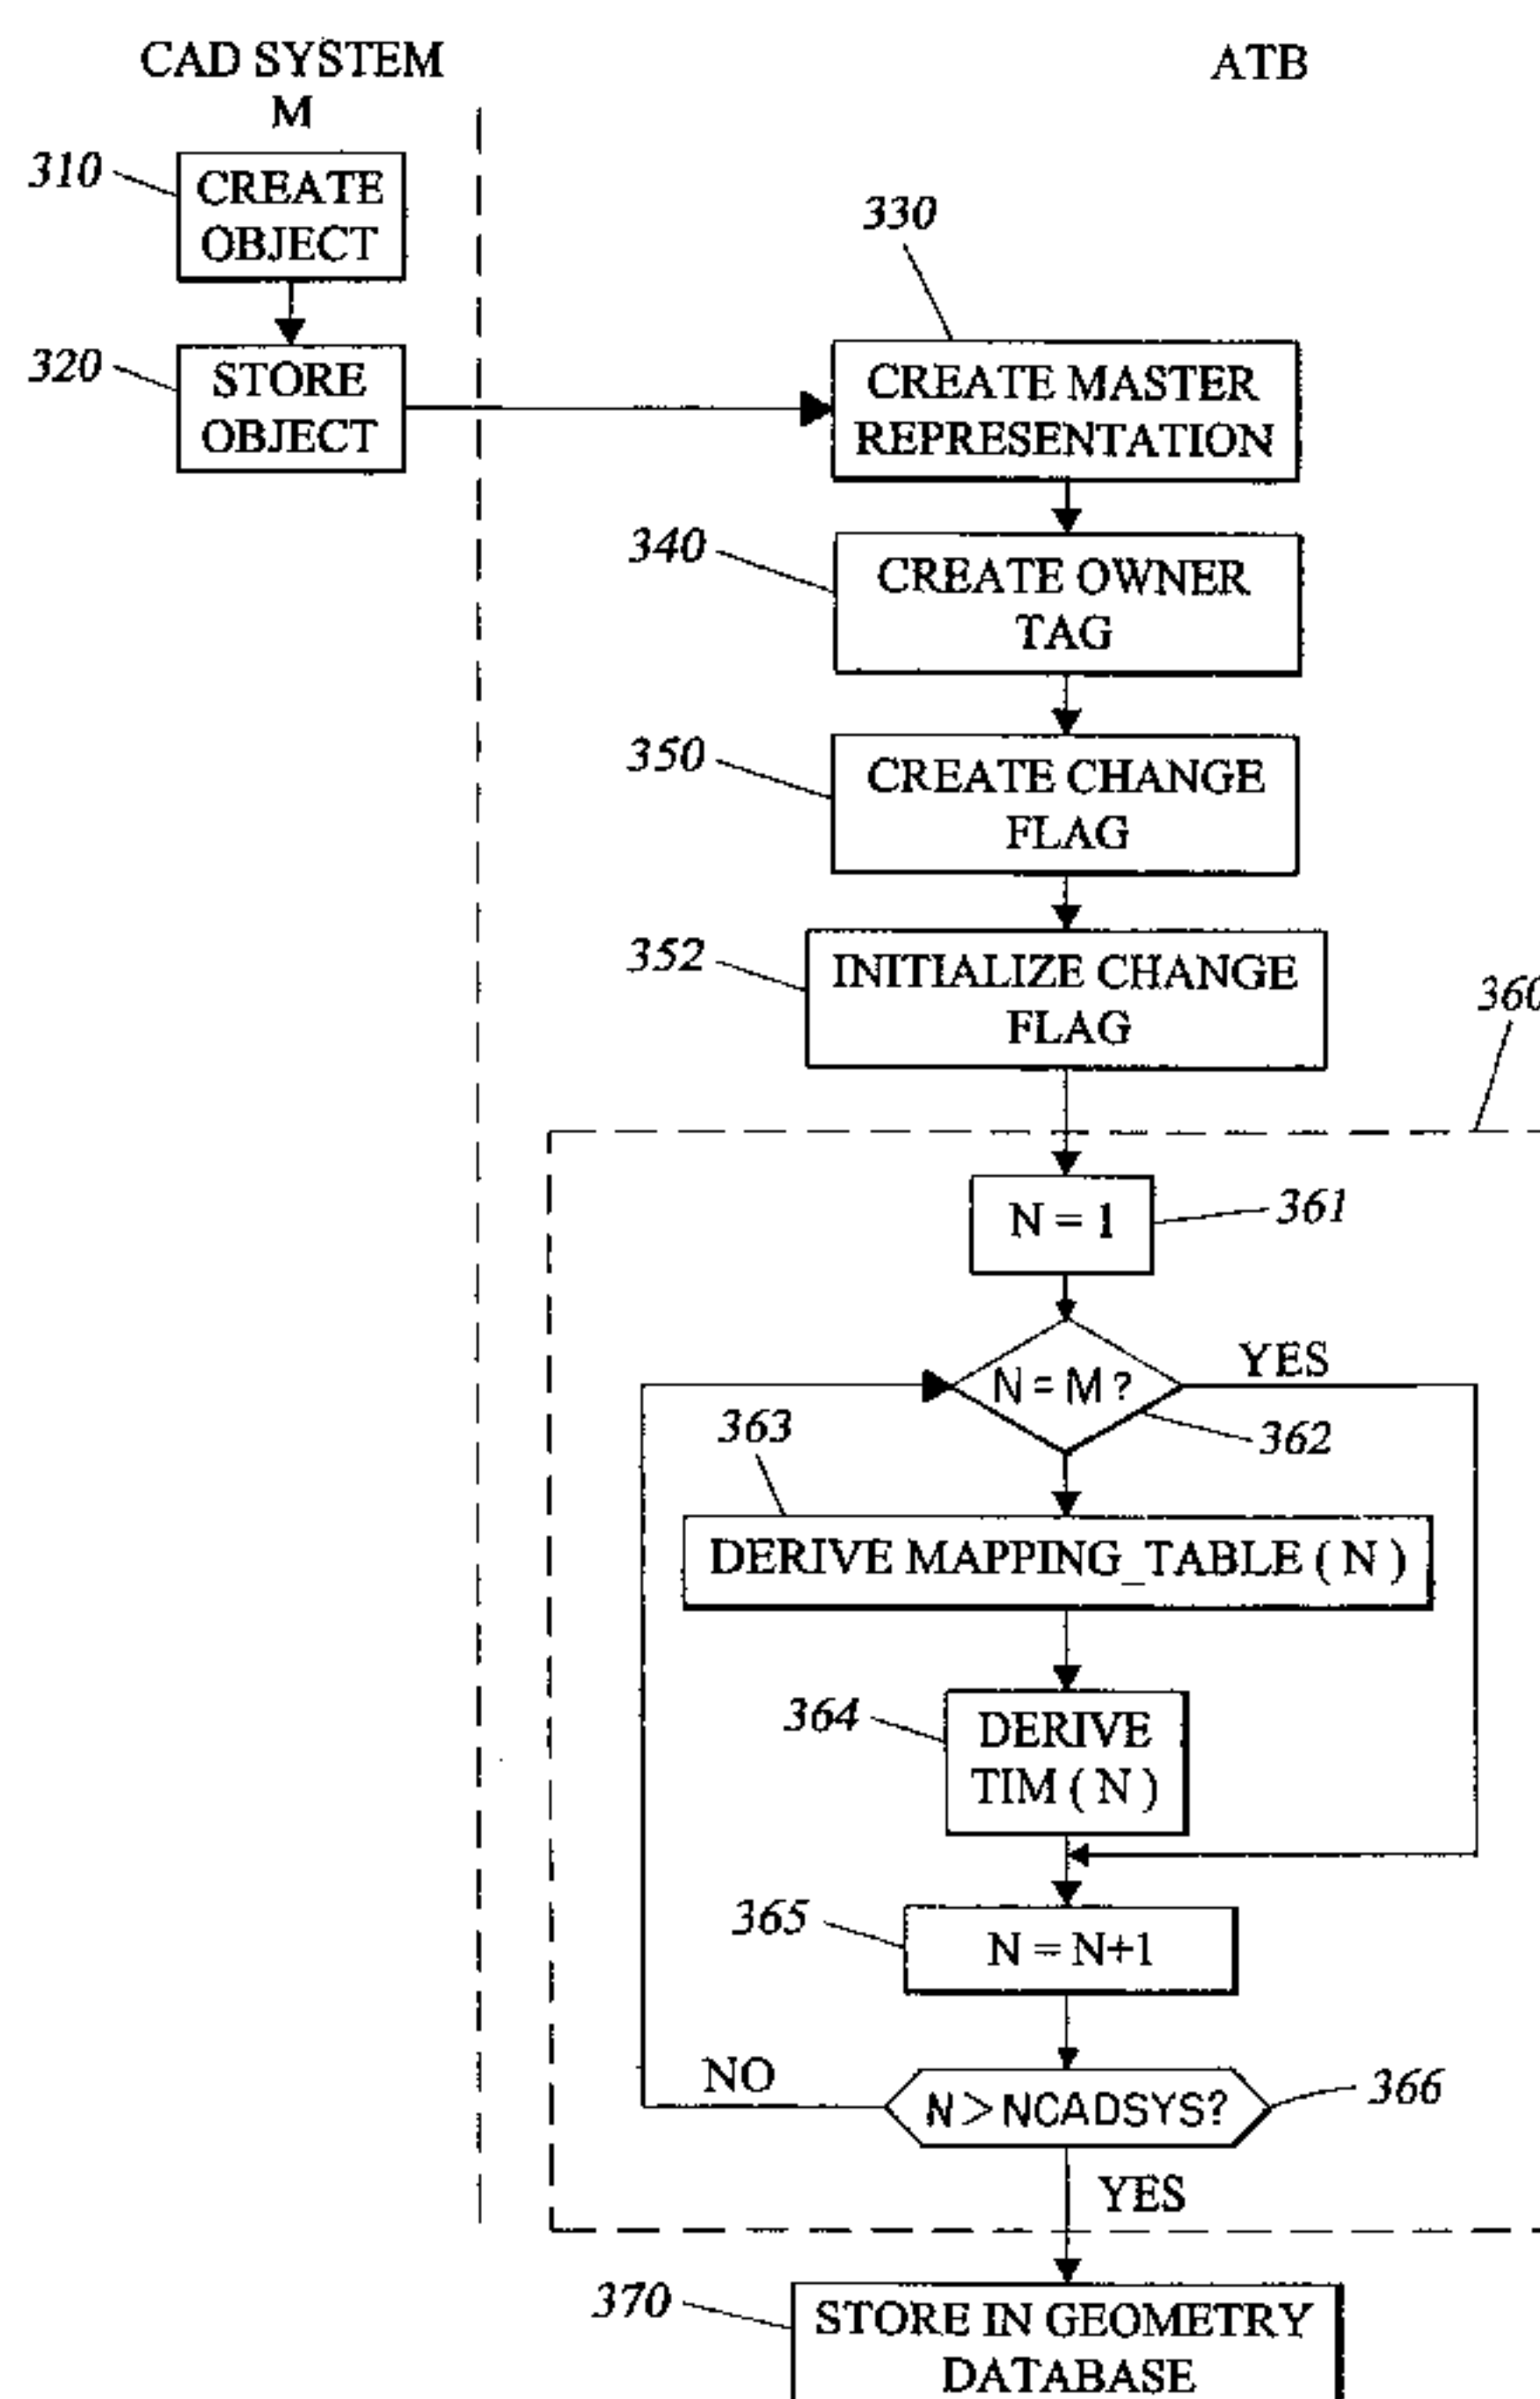 CAD SYSTEM
M
ATB
310
CREATE
OBJECT
320
STORE
OBJECT
330
CREATE MASTER
REPRESENTATION
340
CREATE OWNER
TAG
350
CREATE CHANGE
FLAG
352
INITIALIZE CHANGE
FLAG
360
N = 1
361
N = M ?
YES
362
363
DERIVE MAPPING_TABLE ( N )
364
DERIVE
TIM ( N )
365
N = N+1
NO
N > NCADSYS?
366
YES
370
STORE IN GEOMETRY
DATABASE